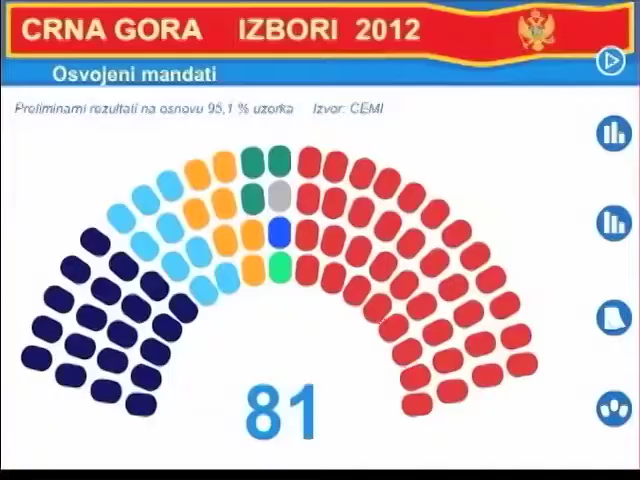 CRNA GORA IZBORI 2012
Osvojeni mandati
Preliminarni rezultati na osnovu 95,1 % uzorka Izvor: CEMI
81